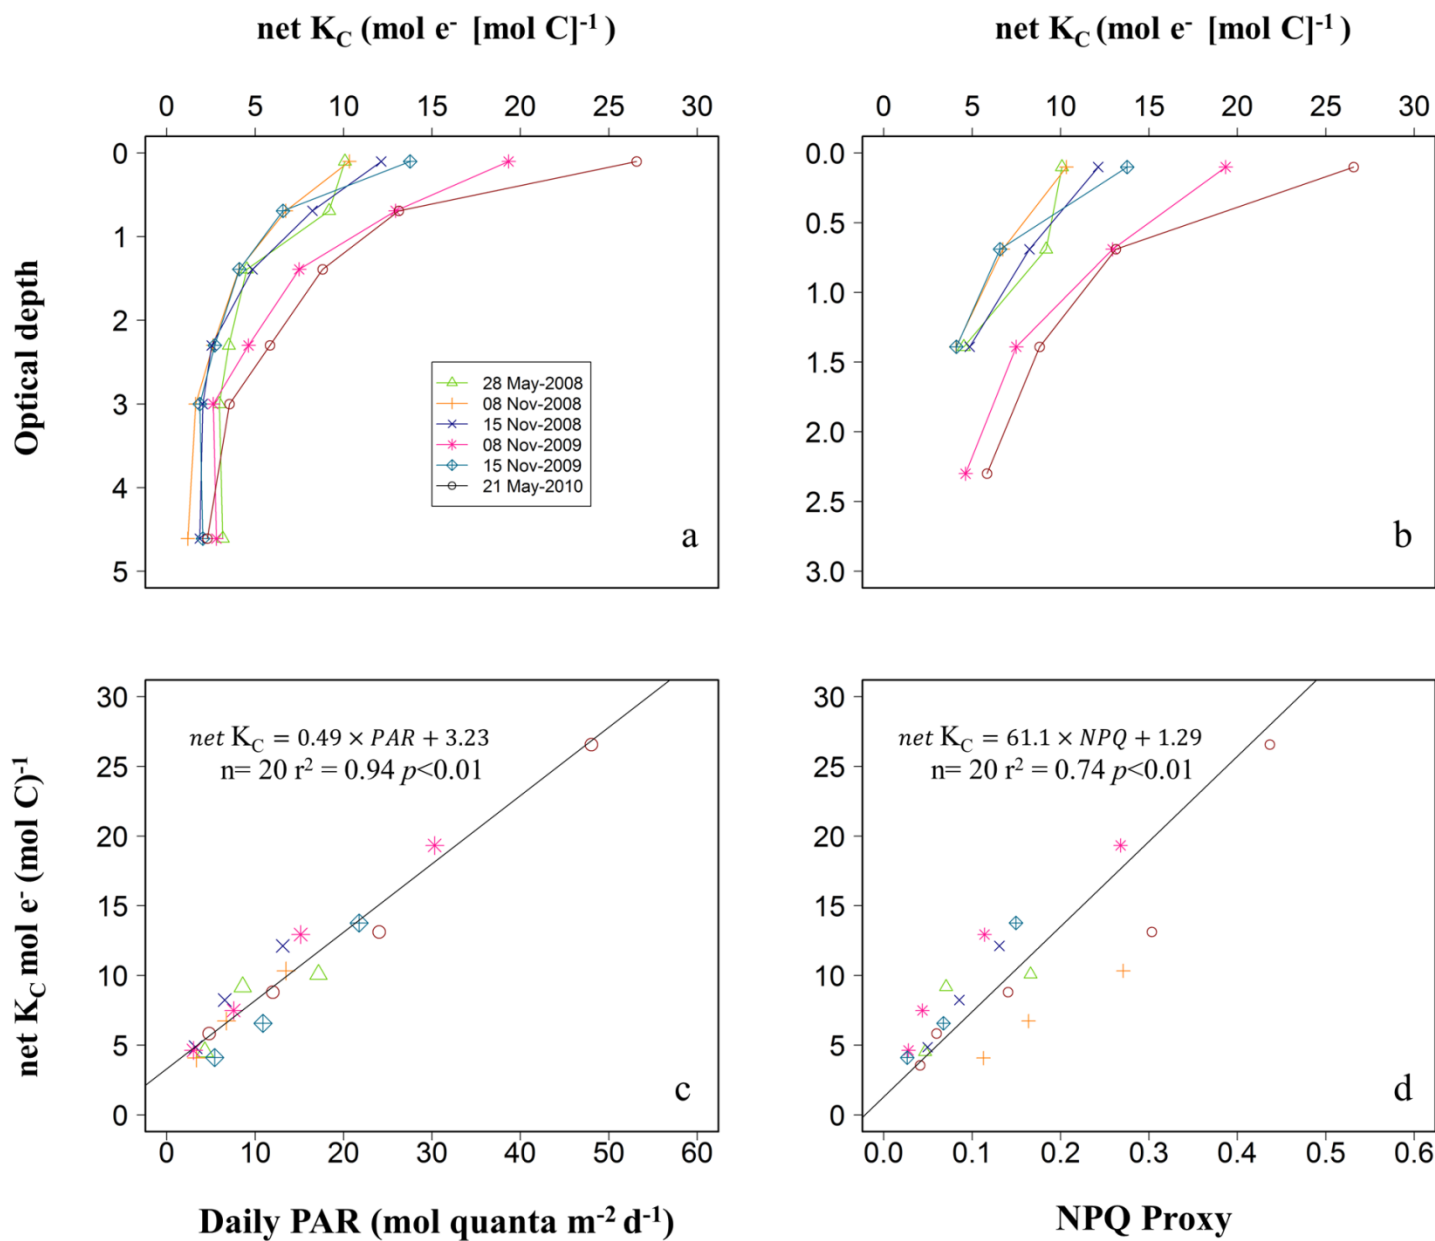 net K_C (mol e⁻ [mol C]⁻¹)
0 5 10 15 20 25 30
Optical depth
0
1
2
3
4
5
28 May-2008
08 Nov-2008
15 Nov-2008
08 Nov-2009
15 Nov-2009
21 May-2010
a
net K_C (mol e⁻ [mol C]⁻¹)
0 5 10 15 20 25 30
0.0
0.5
1.0
1.5
2.0
2.5
3.0
b
net K_C mol e⁻ (mol C)⁻¹
30
25
20
15
10
5
0
net K_C = 0.49 × PAR + 3.23
n= 20 r² = 0.94 p<0.01
c
0 10 20 30 40 50 60
Daily PAR (mol quanta m⁻² d⁻¹)
30
25
20
15
10
5
0
net K_C = 61.1 × NPQ + 1.29
n= 20 r² = 0.74 p<0.01
d
0.0 0.1 0.2 0.3 0.4 0.5 0.6
NPQ Proxy